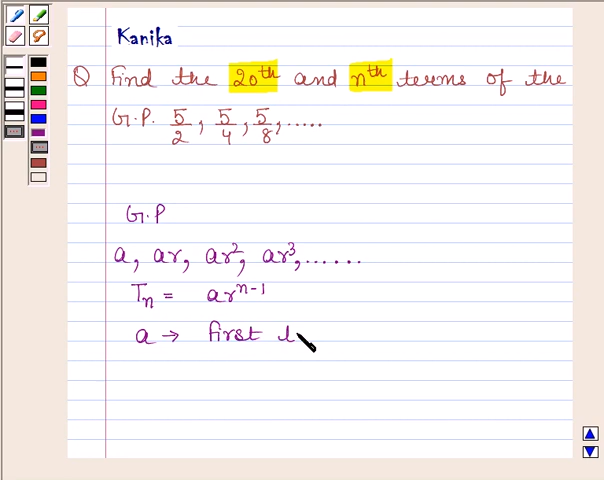 Kanika
Q Find the 20th and nth terms of the
G.P. 5/2, 5/4, 5/8, .....
G.P
a, ar, ar², ar³, ......
Tn = ar^n-1
a → first